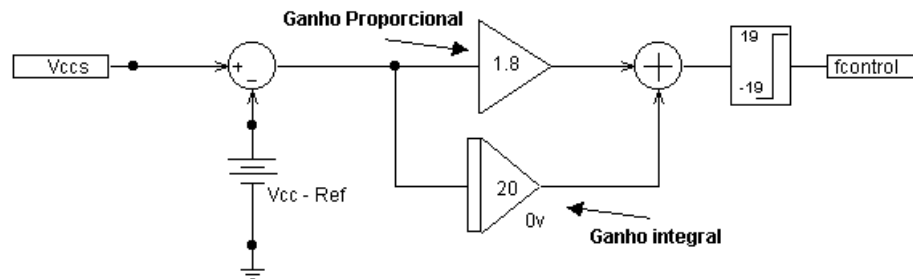 Ganho Proporcional
Vccs
+
−
1.8
+
19
-19
fcontrol
Vcc - Ref
20
0v
Ganho integral